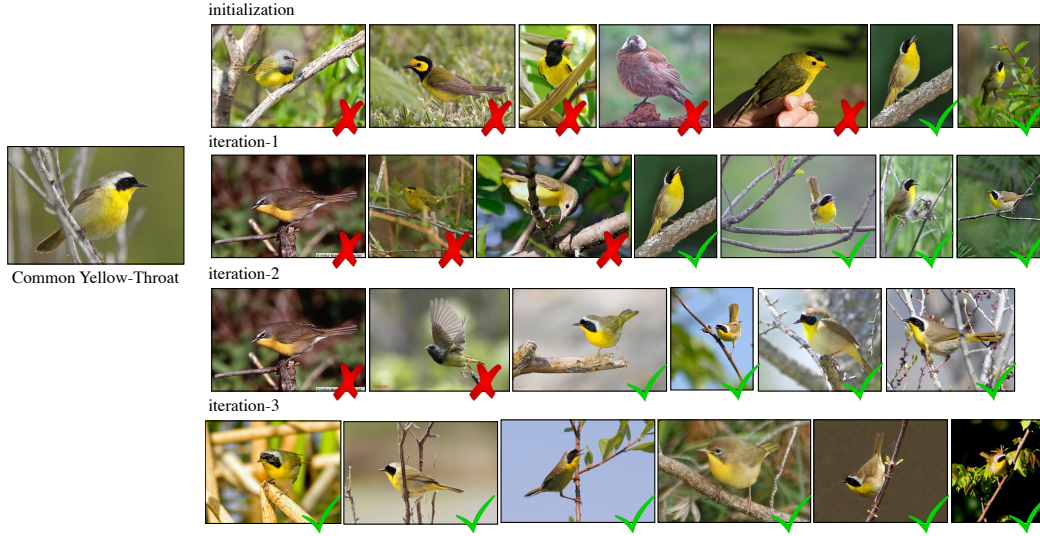 initialization
iteration-1
Common Yellow-Throat
iteration-2
iteration-3